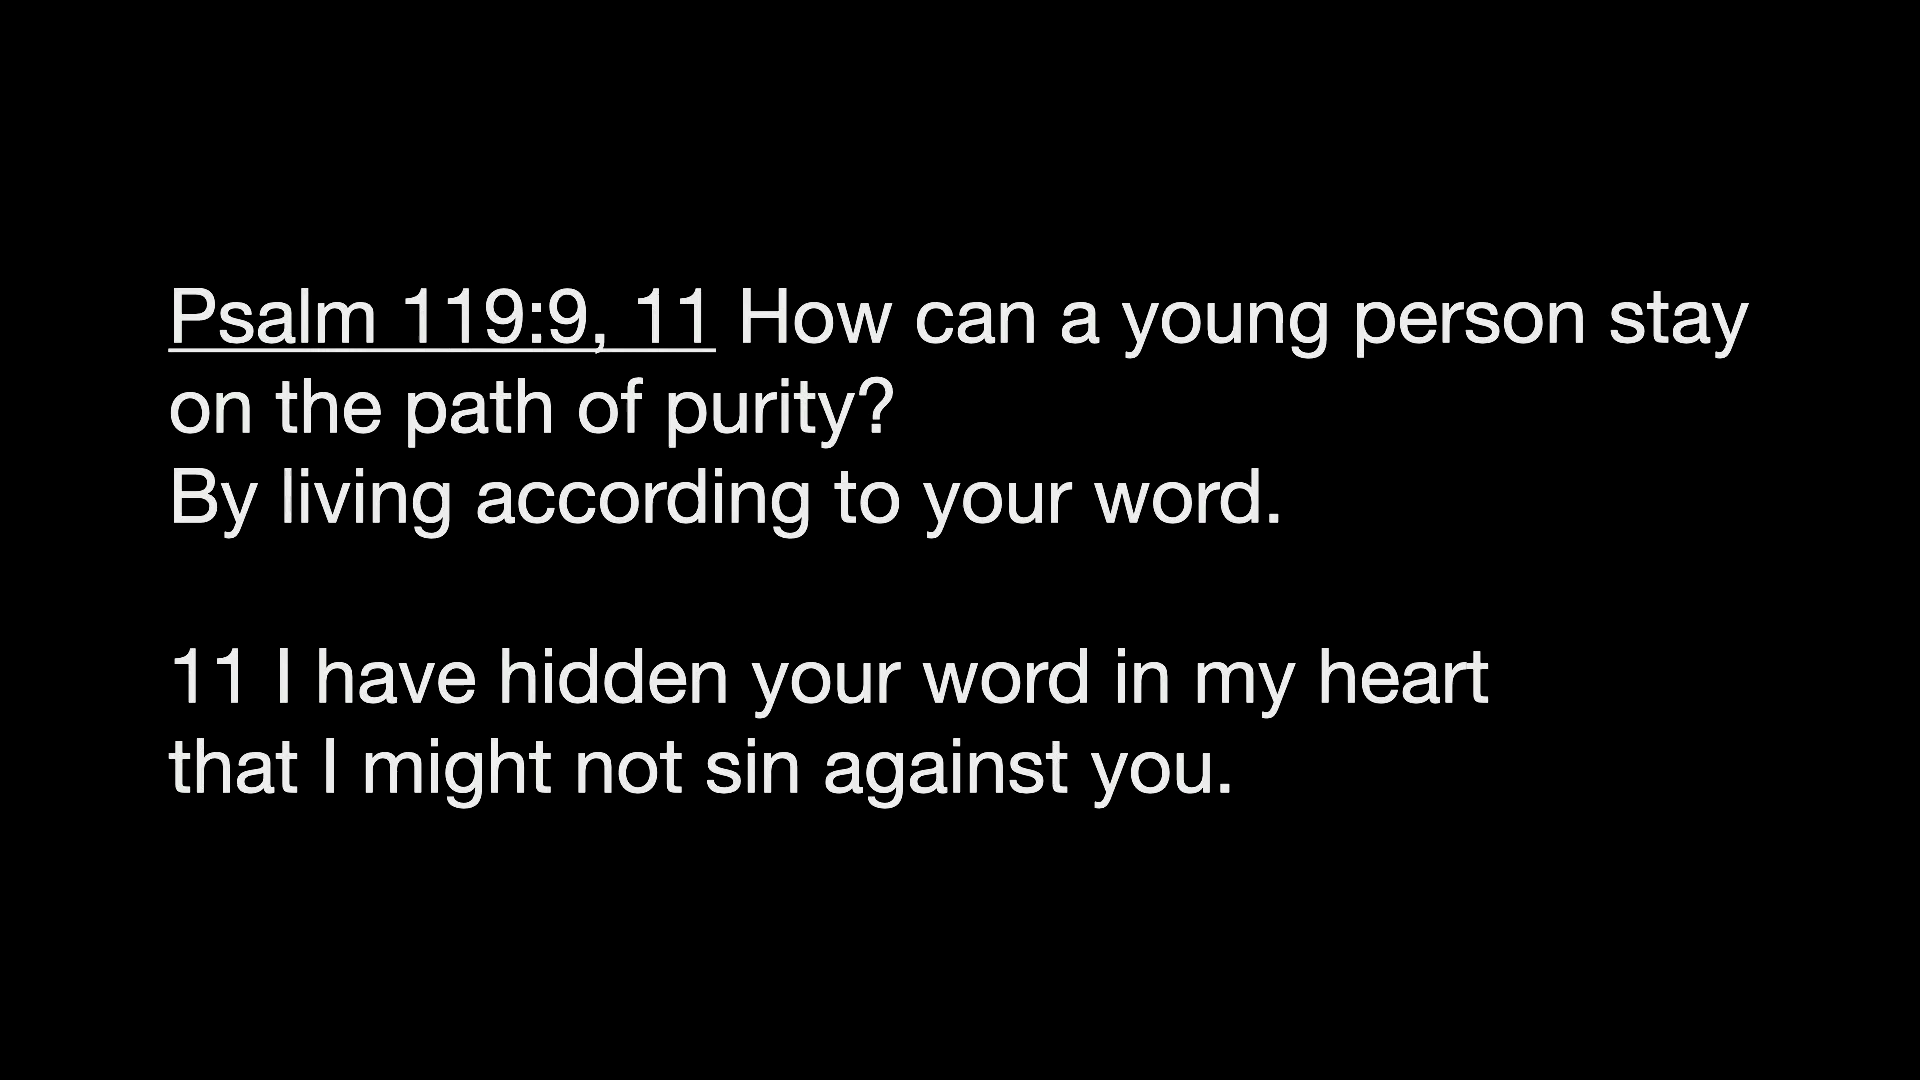 Psalm 119:9, 11 How can a young person stay
on the path of purity?
By living according to your word.
11 I have hidden your word in my heart
that I might not sin against you.